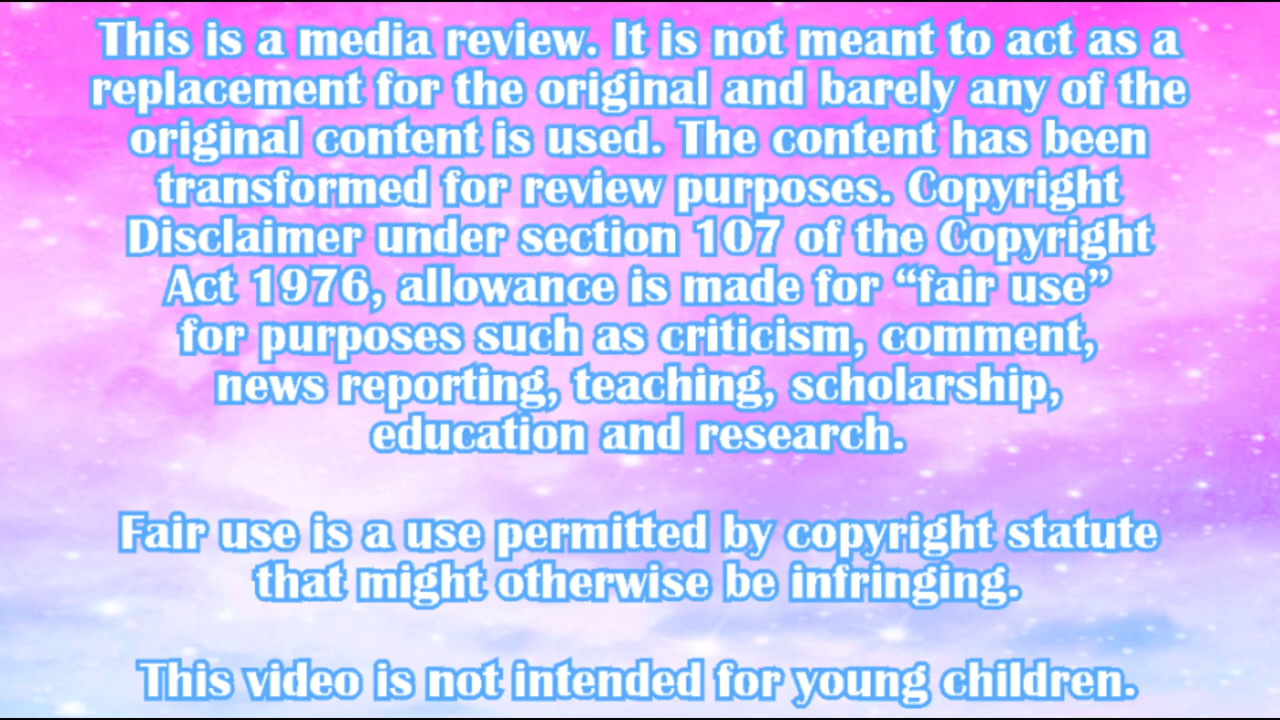 This is a media review. It is not meant to act as a
replacement for the original and barely any of the
original content is used. The content has been
transformed for review purposes. Copyright
Disclaimer under section 107 of the Copyright
Act 1976, allowance is made for “fair use”
for purposes such as criticism, comment,
news reporting, teaching, scholarship,
education and research.
Fair use is a use permitted by copyright statute
that might otherwise be infringing.
This video is not intended for young children.